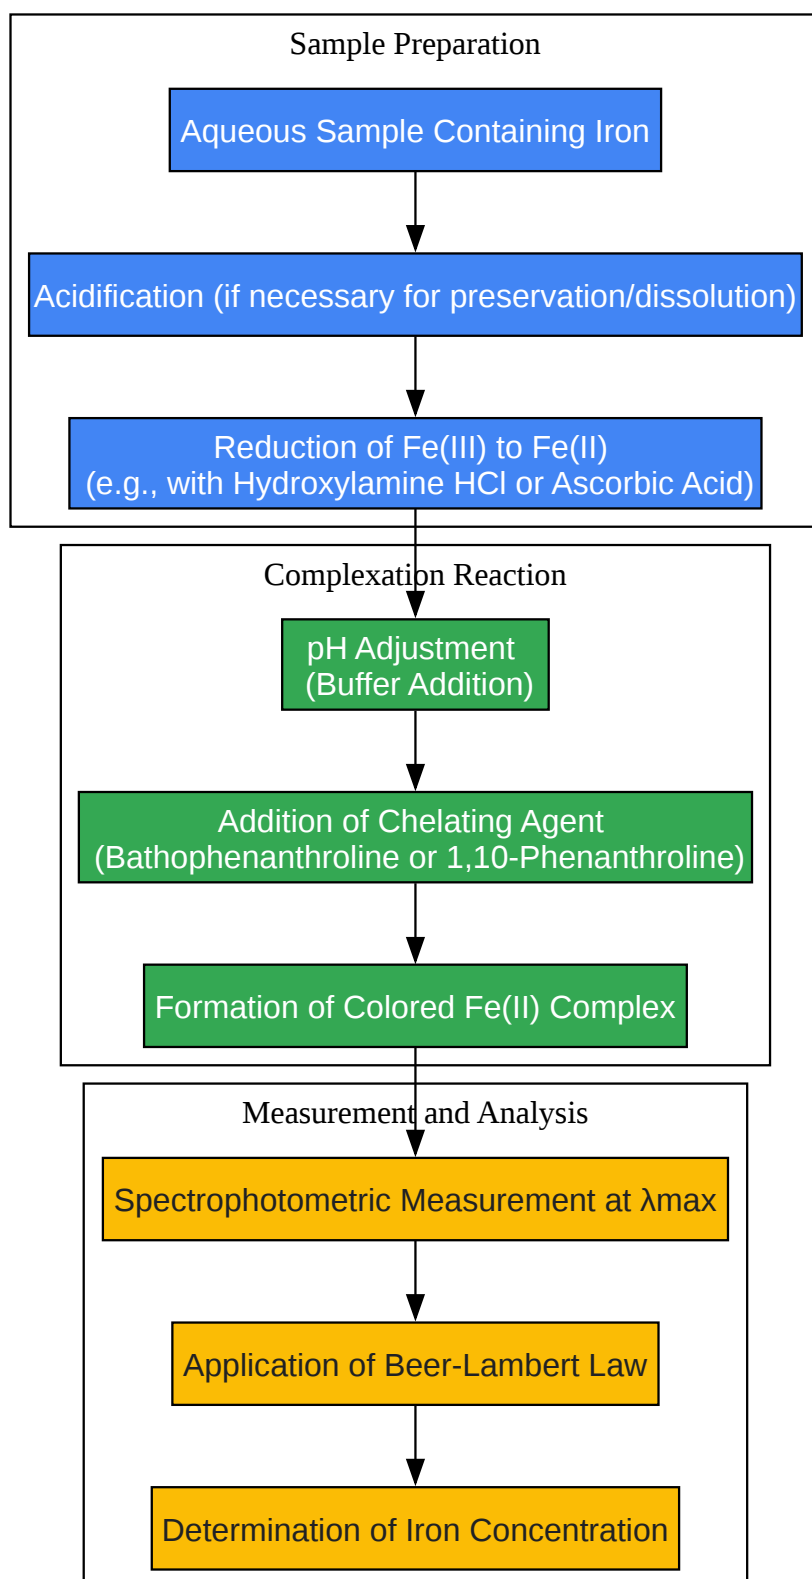 Sample Preparation
Aqueous Sample Containing Iron
Acidification (if necessary for preservation/dissolution)
Reduction of Fe(III) to Fe(II)
(e.g., with Hydroxylamine HCl or Ascorbic Acid)
Complexation Reaction
pH Adjustment
(Buffer Addition)
Addition of Chelating Agent
(Bathophenanthroline or 1,10-Phenanthroline)
Formation of Colored Fe(II) Complex
Measurement and Analysis
Spectrophotometric Measurement at λmax
Application of Beer-Lambert Law
Determination of Iron Concentration